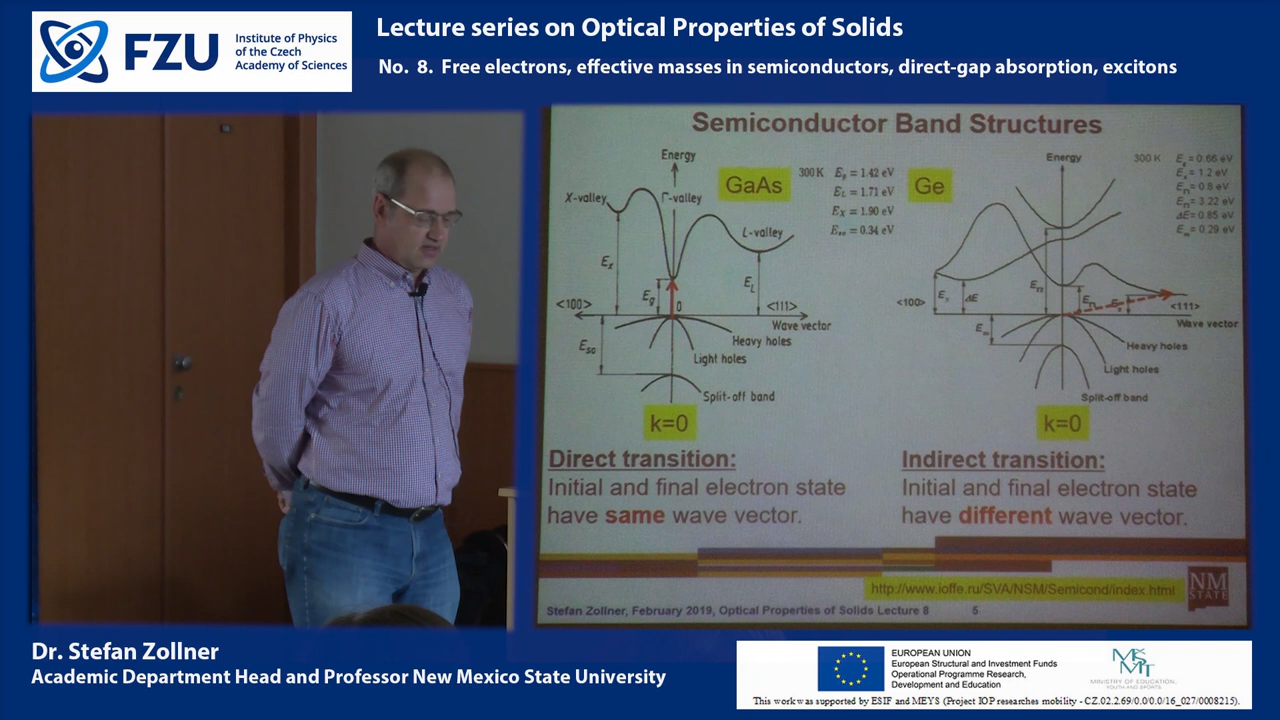 FZU
Institute of Physics
of the Czech
Academy of Sciences
Lecture series on Optical Properties of Solids
No. 8. Free electrons, effective masses in semiconductors, direct-gap absorption, excitons
Semiconductor Band Structures
Energy
GaAs
300 K Eg = 1.42 eV
EL = 1.71 eV
EX = 1.90 eV
Eso = 0.34 eV
X-valley
Γ-valley
L-valley
Ex
Eg
EL
0
<100>
<111>
Wave vector
Eso
Heavy holes
Light holes
Split-off band
k=0
Ge
Energy
300 K
Eg = 0.66 eV
Ex = 1.2 eV
EΓ1 = 0.8 eV
EΓ2 = 3.22 eV
ΔE = 0.85 eV
Eso = 0.29 eV
Ex
ΔE
<100>
<111>
Wave vector
Heavy holes
Light holes
Split-off band
k=0
Direct transition:
Initial and final electron state
have same wave vector.
Indirect transition:
Initial and final electron state
have different wave vector.
http://www.ioffe.ru/SVA/NSM/Semicond/index.html
NM
STATE
Stefan Zollner, February 2019, Optical Properties of Solids Lecture 8 5
Dr. Stefan Zollner
Academic Department Head and Professor New Mexico State University
EUROPEAN UNION
European Structural and Investment Funds
Operational Programme Research,
Development and Education
MINISTRY OF EDUCATION,
YOUTH AND SPORTS
This work was supported by ESIF and MEYS (Project IOP researches mobility - CZ.02.2.69/0.0/0.0/16_027/0008215).